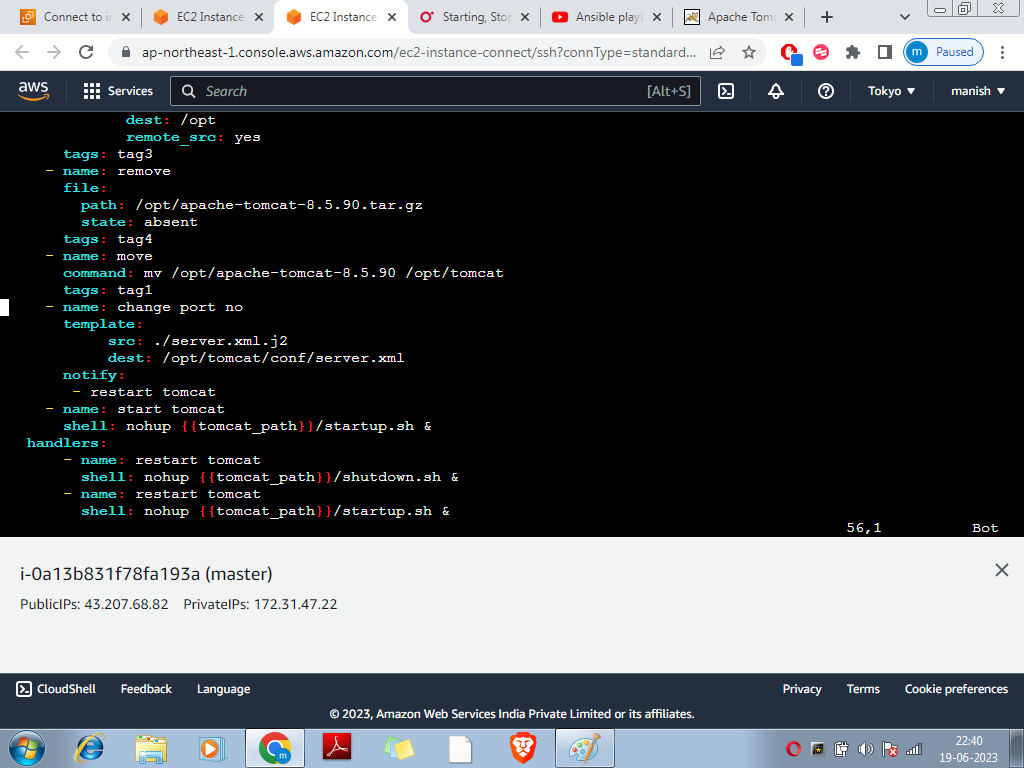 Connect to in
EC2 Instance
EC2 Instance
Starting, Stop
Ansible playb
Apache Tomc
ap-northeast-1.console.aws.amazon.com/ec2-instance-connect/ssh?connType=standard...
m
Paused
aws
Services
Search
[Alt+S]
Tokyo
manish
dest: /opt
remote_src: yes
tags: tag3
- name: remove
file:
path: /opt/apache-tomcat-8.5.90.tar.gz
state: absent
tags: tag4
- name: move
command: mv /opt/apache-tomcat-8.5.90 /opt/tomcat
tags: tag1
- name: change port no
template:
src: ./server.xml.j2
dest: /opt/tomcat/conf/server.xml
notify:
- restart tomcat
- name: start tomcat
shell: nohup {{tomcat_path}}/startup.sh &
handlers:
- name: restart tomcat
shell: nohup {{tomcat_path}}/shutdown.sh &
- name: restart tomcat
shell: nohup {{tomcat_path}}/startup.sh &
56,1 Bot
i-0a13b831f78fa193a (master)
PublicIPs: 43.207.68.82 PrivateIPs: 172.31.47.22
CloudShell Feedback Language Privacy Terms Cookie preferences
© 2023, Amazon Web Services India Private Limited or its affiliates.
m
22:40
19-06-2023